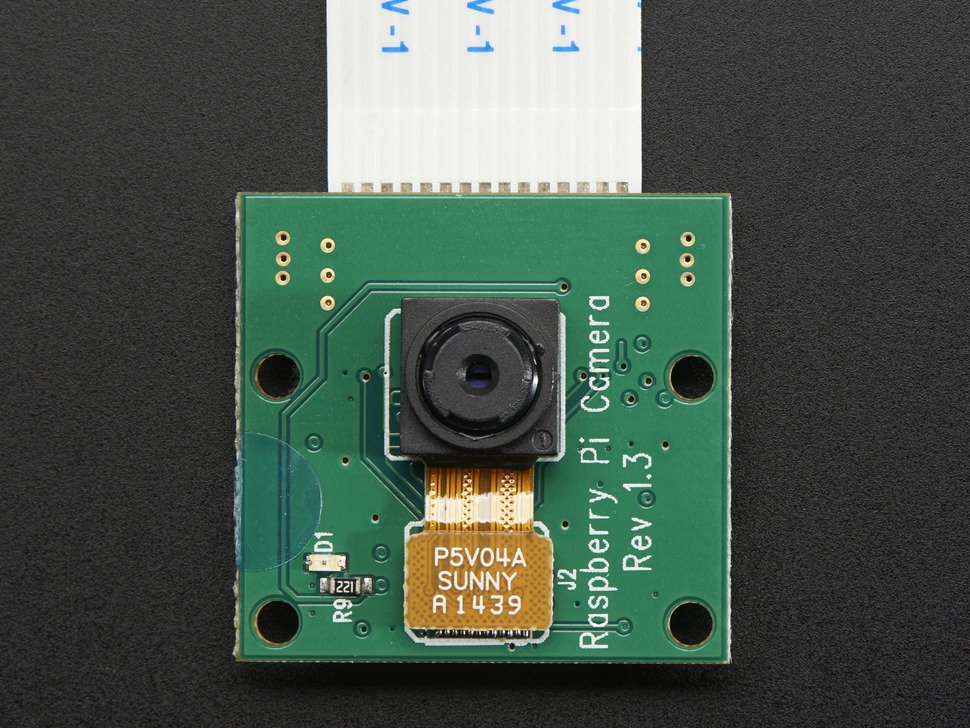 V-1
V-1
V-1
Raspberry Pi Camera
Rev 1.3
D1
221
R9
P5V04A
SUNNY
A1439
J2